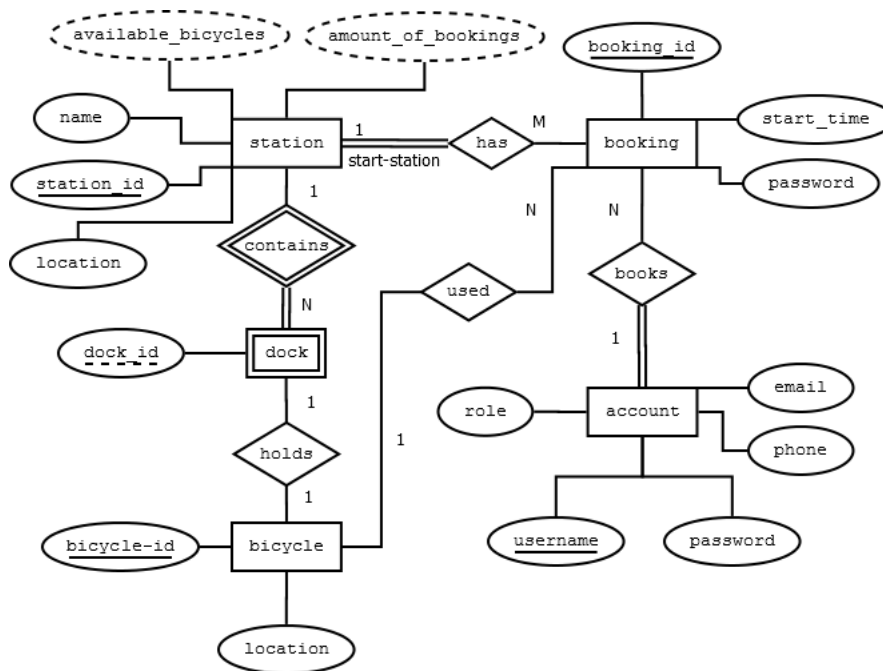 available_bicycles
amount_of_bookings
booking_id
name
start_time
station
1
M
has
booking
start-station
station_id
password
1
N
N
contains
books
location
used
N
dock_id
dock
1
email
1
role
account
holds
1
phone
1
username
password
bicycle-id
bicycle
location